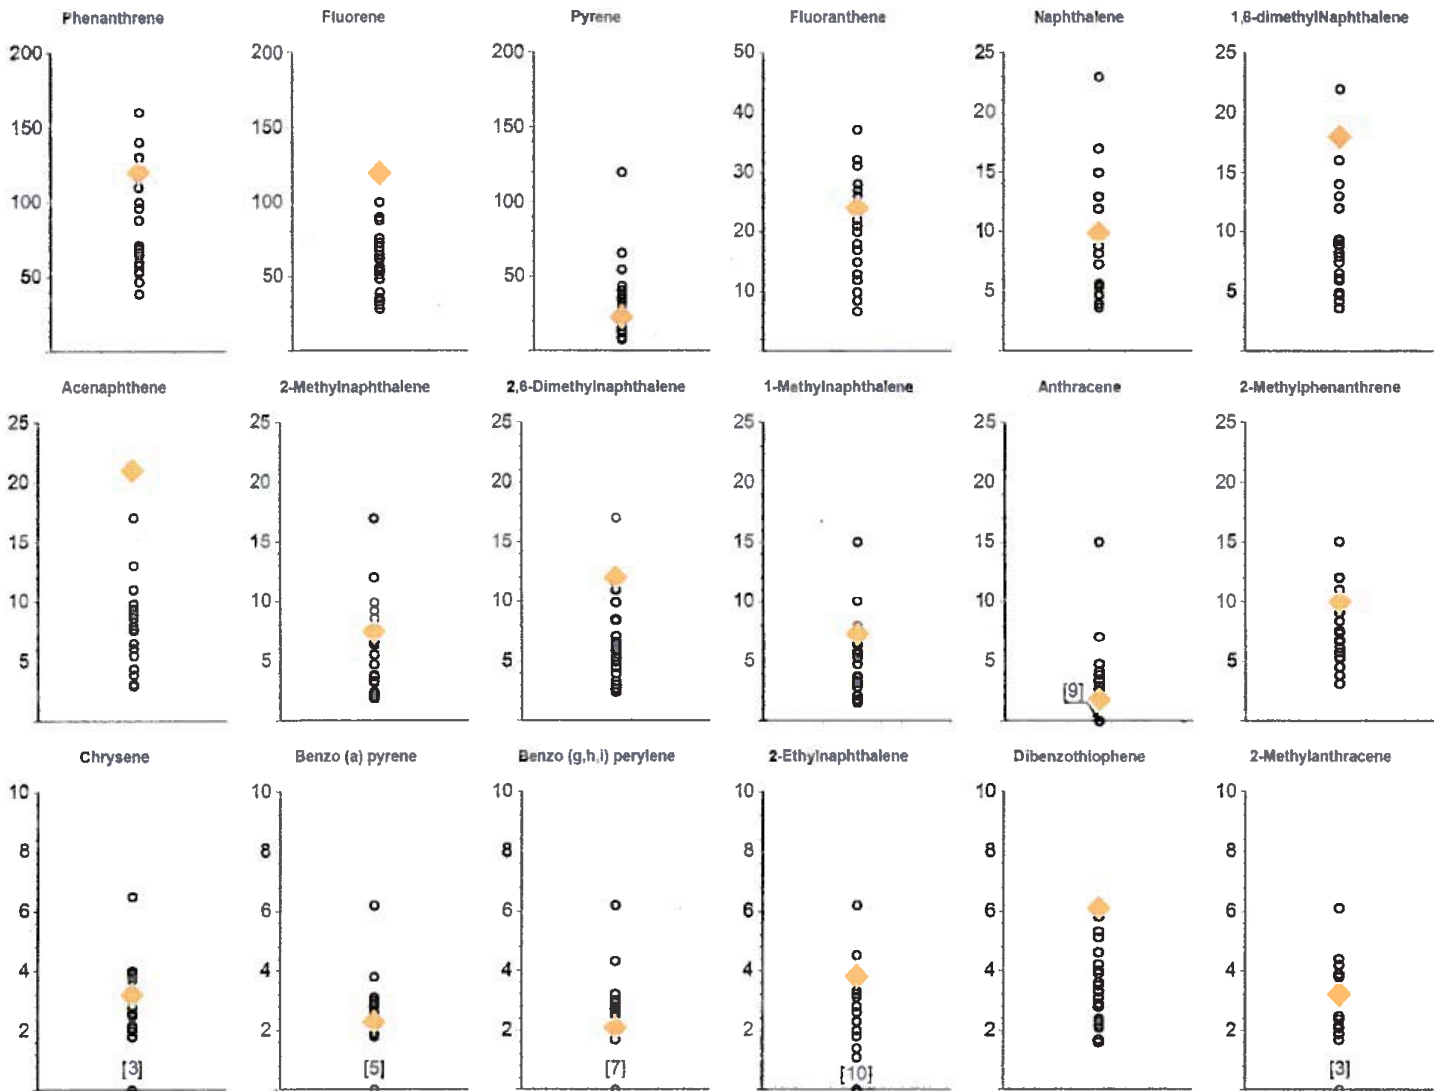 Phenanthrene Fluorene Pyrene Fluoranthene Naphthalene 1,6-dimethylNaphthalene
200 200 200 50 25 25
150 150 150 40 20 20
100 100 100 30 15 15
50 50 50 20 10 10
10 5 5
Acenaphthene 2-Methylnaphthalene 2,6-Dimethylnaphthalene 1-Methylnaphthalene Anthracene 2-Methylphenanthrene
25 25 25 25 25 25
20 20 20 20 20 20
15 15 15 15 15 15
10 10 10 10 10 10
5 5 5 5 5 5
[9]
Chrysene Benzo (a) pyrene Benzo (g,h,i) perylene 2-Ethylnaphthalene Dibenzothiophene 2-Methylanthracene
10 10 10 10 10 10
8 8 8 8 8 8
6 6 6 6 6 6
4 4 4 4 4 4
2 2 2 2 2 2
[3] [5] [7] [10] [3]